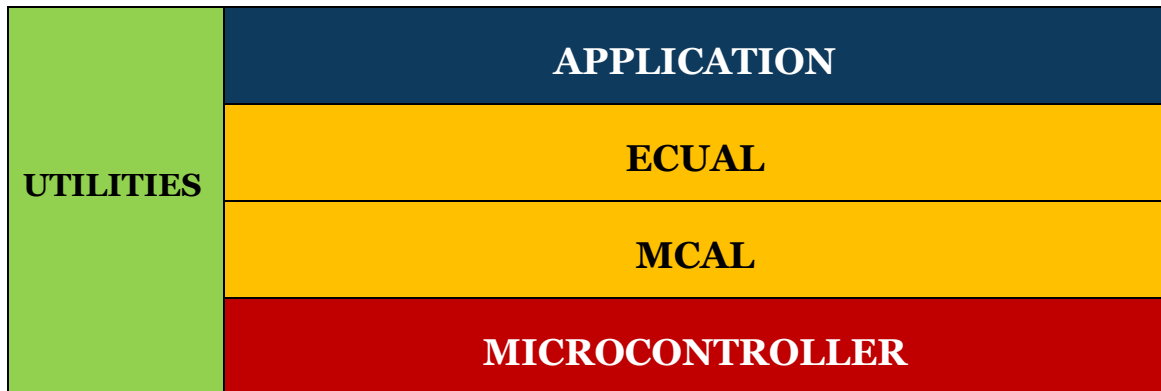 UTILITIES
APPLICATION
ECUAL
MCAL
MICROCONTROLLER